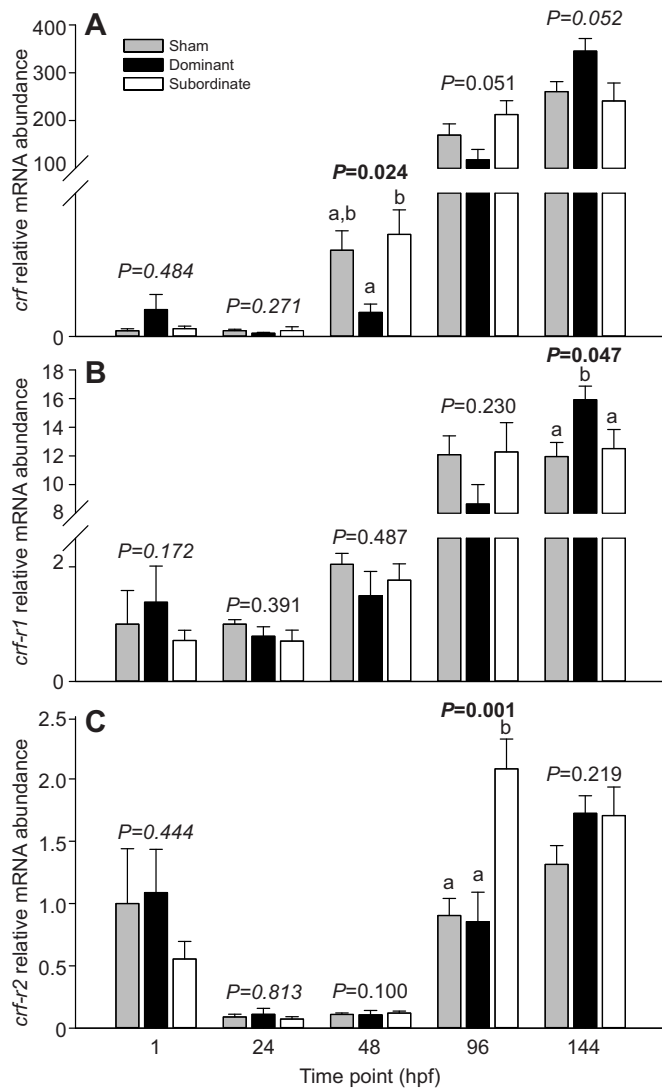 A
Sham
Dominant
Subordinate
crf relative mRNA abundance
400
300
200
100
0
P=0.484
P=0.271
P=0.024
a,b
a
b
P=0.051
P=0.052
B
crf-r1 relative mRNA abundance
18
16
14
12
10
8
2
0
P=0.172
P=0.391
P=0.487
P=0.230
P=0.047
a
b
a
C
crf-r2 relative mRNA abundance
2.5
2.0
1.5
1.0
0.5
0
P=0.444
P=0.813
P=0.100
P=0.001
a
a
b
P=0.219
1 24 48 96 144
Time point (hpf)